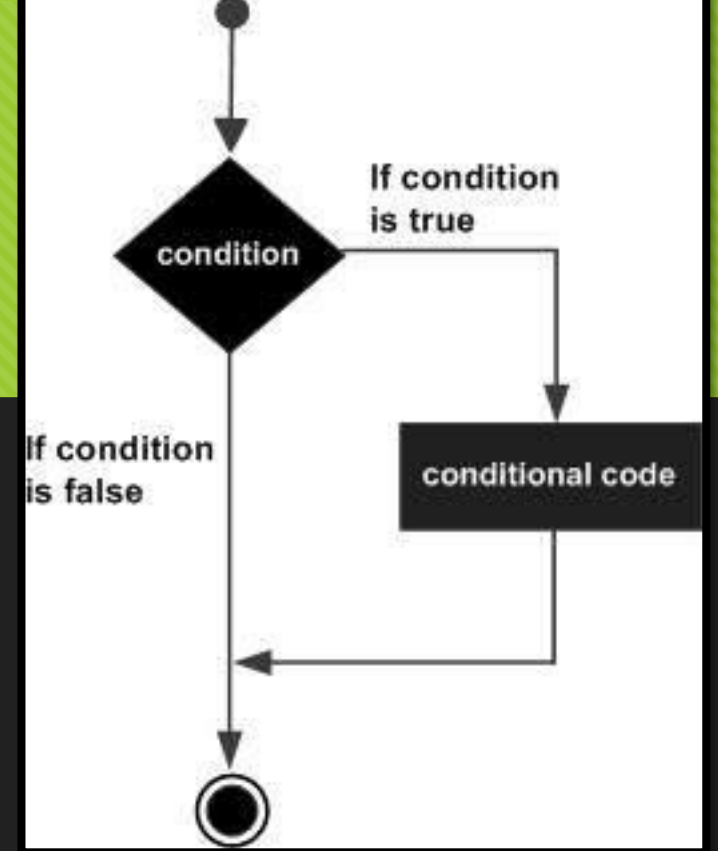 If condition
is true
condition
If condition
is false
conditional code